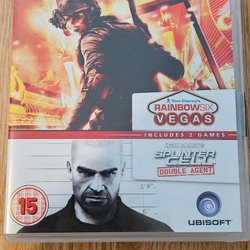 Tom Clancy's
RAINBOWSIX
VEGAS
INCLUDES 2 GAMES
TOM CLANCY'S
SPLINTER
CELL
DOUBLE AGENT
15
UBISOFT